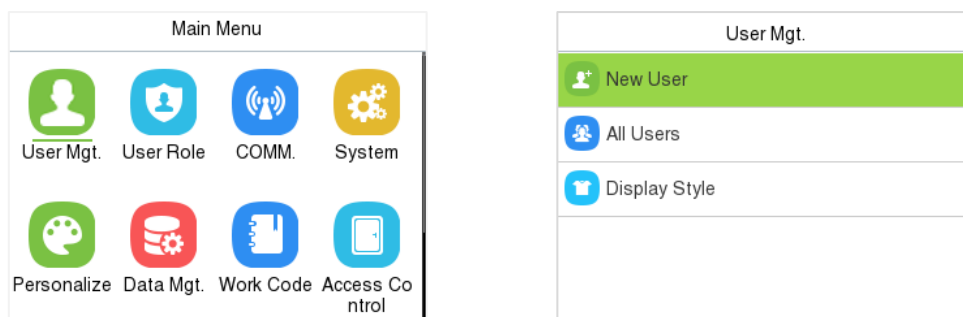 Main Menu
User Mgt.
User Role
COMM.
System
Personalize
Data Mgt.
Work Code
Access Co
ntrol
User Mgt.
New User
All Users
Display Style